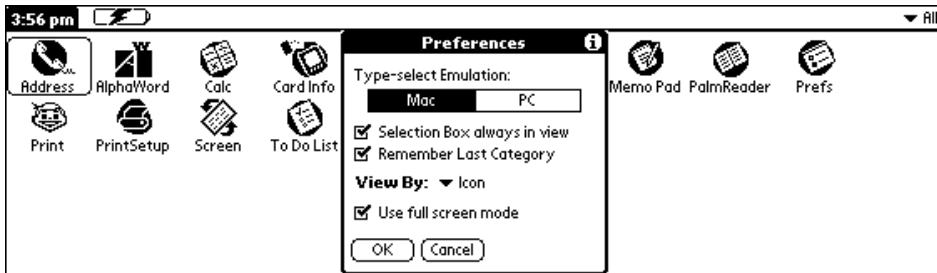 3:56 pm
All
Preferences
i
Address AlphaWord Calc Card Info
Memo Pad PalmReader Prefs
Print PrintSetup Screen To Do List
Type-select Emulation:
Mac PC
Selection Box always in view
Remember Last Category
View By: Icon
Use full screen mode
OK Cancel